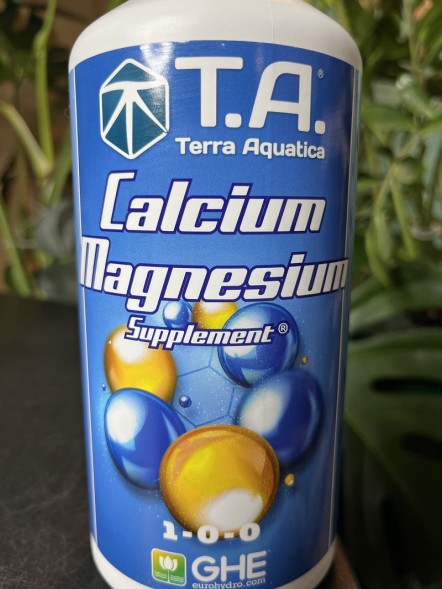 T.A.®
Terra Aquatica
Calcium
Magnesium
Supplement®
1-0-0
GHE
eurohydro.com